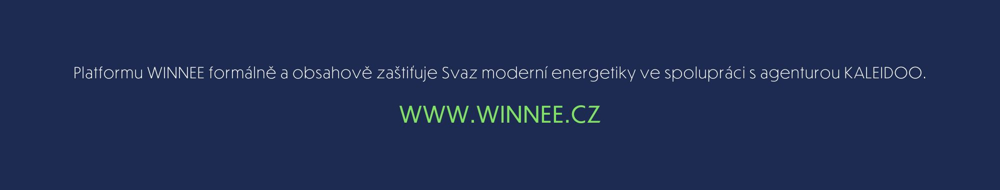 Platformu WINNEE formálně a obsahově zaštiťuje Svaz moderní energetiky ve spolupráci s agenturou KALEIDOO.
WWW.WINNEE.CZ